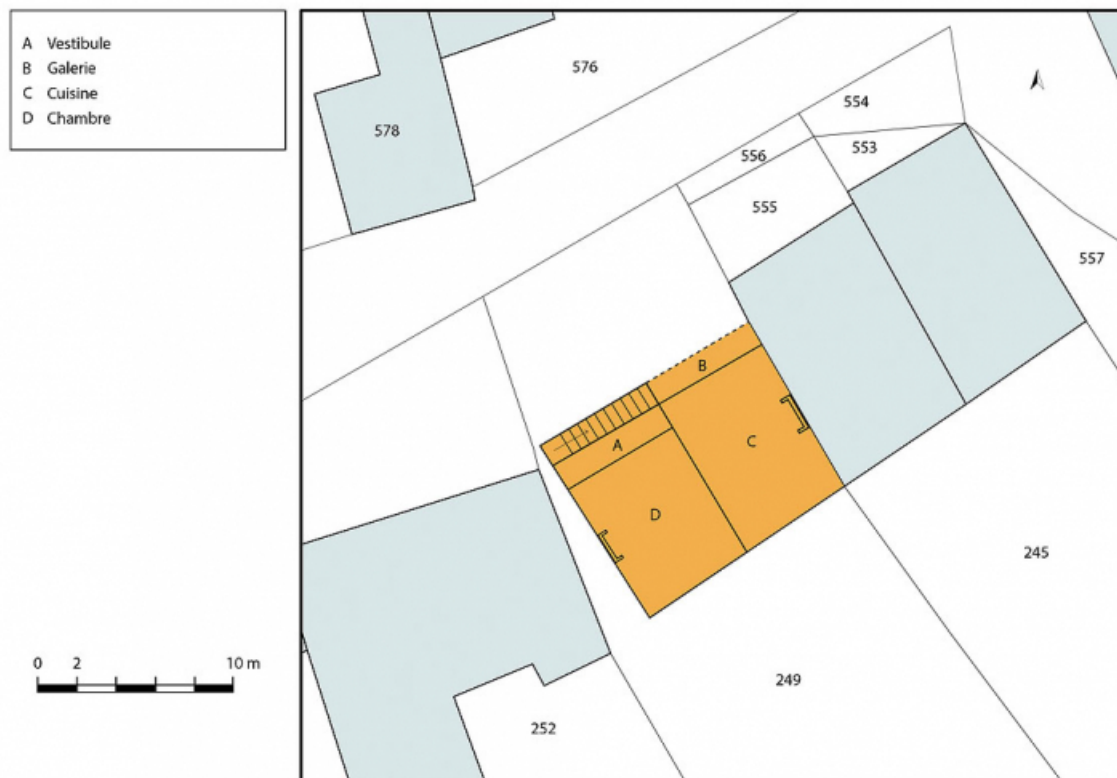 A Vestibule
B Galerie
C Cuisine
D Chambre
576
578
554
556
553
555
557
B
A
C
D
245
249
252
0 2 10 m